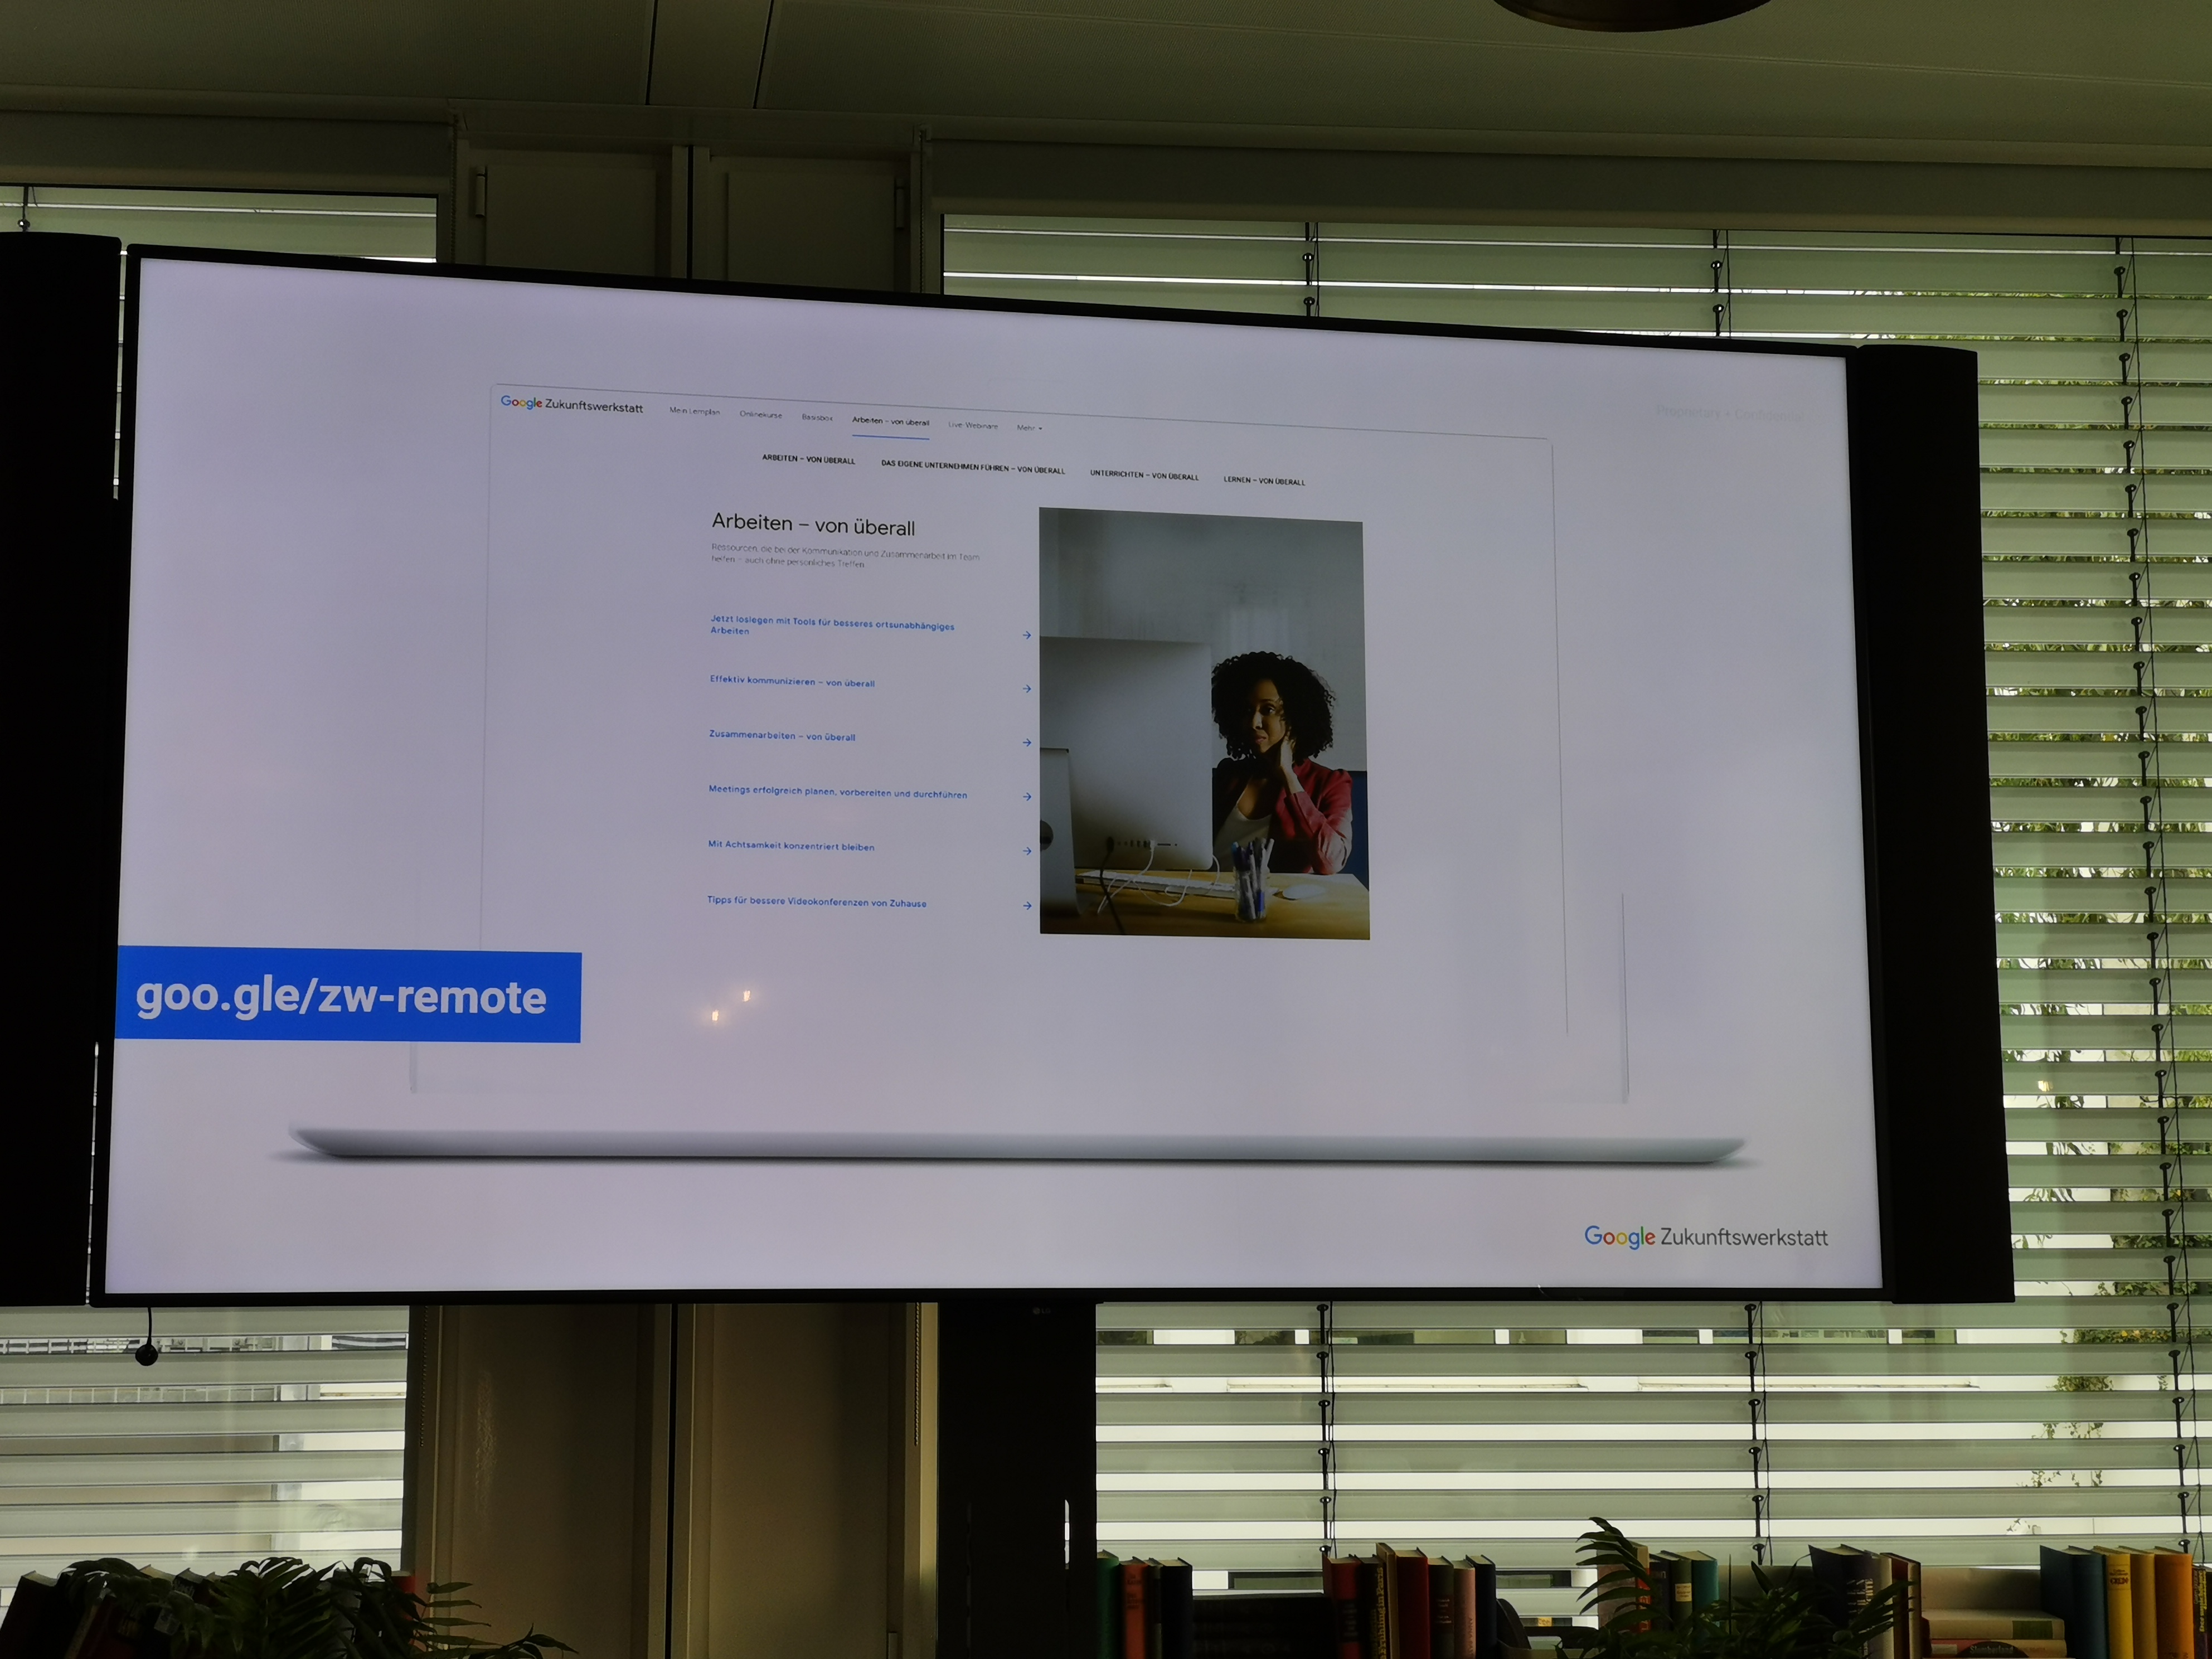 Proprietary + Confidential
Google Zukunftswerkstatt
Mein Lernplan
Onlinekurse
Basisbox
Arbeiten – von überall
Live Webinare
Mehr
ARBEITEN – VON ÜBERALL
DAS EIGENE UNTERNEHMEN FÜHREN – VON ÜBERALL
UNTERRICHTEN – VON ÜBERALL
LERNEN – VON ÜBERALL
Arbeiten – von überall
Ressourcen, die bei der Kommunikation und Zusammenarbeit im Team
helfen – auch ohne persönliches Treffen.
Jetzt loslegen mit Tools für besseres ortsunabhängiges
Arbeiten
Effektiv kommunizieren – von überall
Zusammenarbeiten – von überall
Meetings erfolgreich planen, vorbereiten und durchführen
Mit Achtsamkeit konzentriert bleiben
Tipps für bessere Videokonferenzen von Zuhause
goo.gle/zw-remote
Google Zukunftswerkstatt
LG